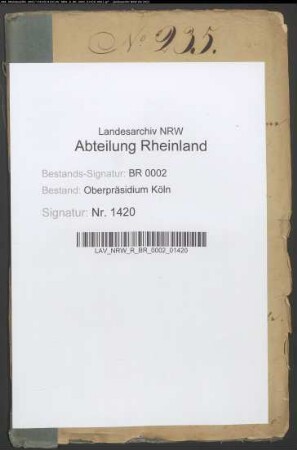 No 935.
Landesarchiv NRW
Abteilung Rheinland
Bestands-Signatur: BR 0002
Bestand: Oberpräsidium Köln
Signatur: Nr. 1420
LAV_NRW_R_BR_0002_01420